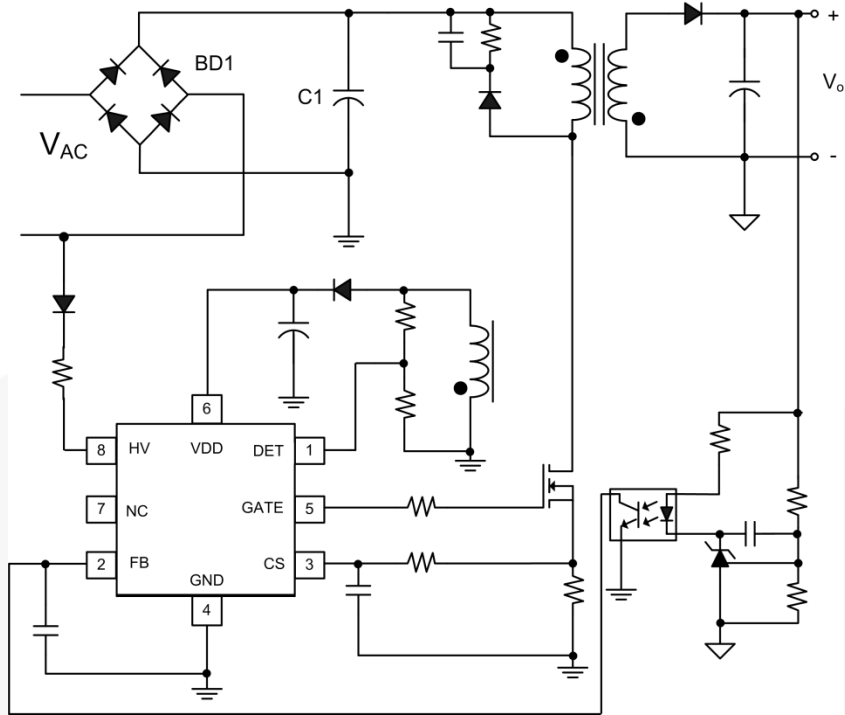 BD1
C1
+
Vo
-
VAC
6
8 HV VDD DET 1
7 NC GATE 5
2 FB CS 3
GND
4